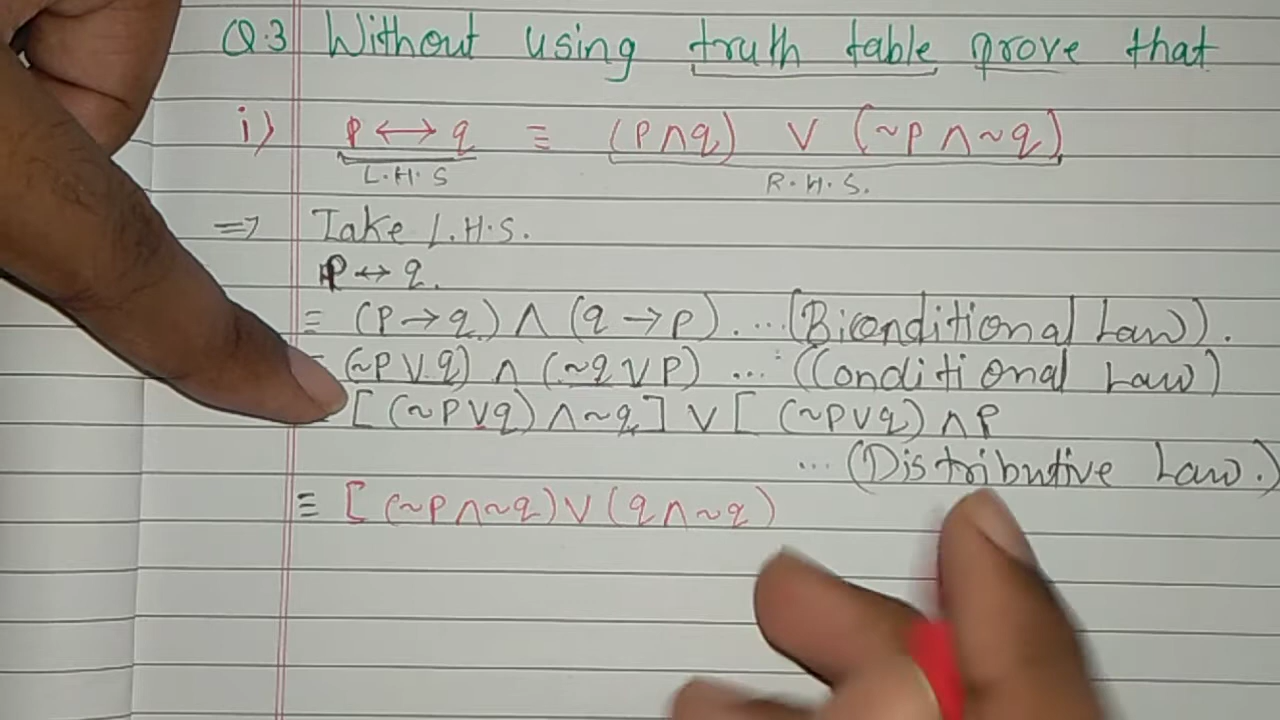 Q.3 Without using truth table prove that
i) p ↔ q ≡ (p∧q) ∨ (~p ∧ ~q)
L.H.S R.H.S.
⇒ Take L.H.S.
p ↔ q.
≡ (p → q) ∧ (q → p). ...(Biconditional Law).
≡ (~p ∨ q) ∧ (~q ∨ p) ... (Conditional Law)
[ (~p ∨ q) ∧ ~q ] ∨ [ (~p ∨ q) ∧ p
... (Distributive Law.)
≡ [ (~p ∧ ~q) ∨ (q ∧ ~q)